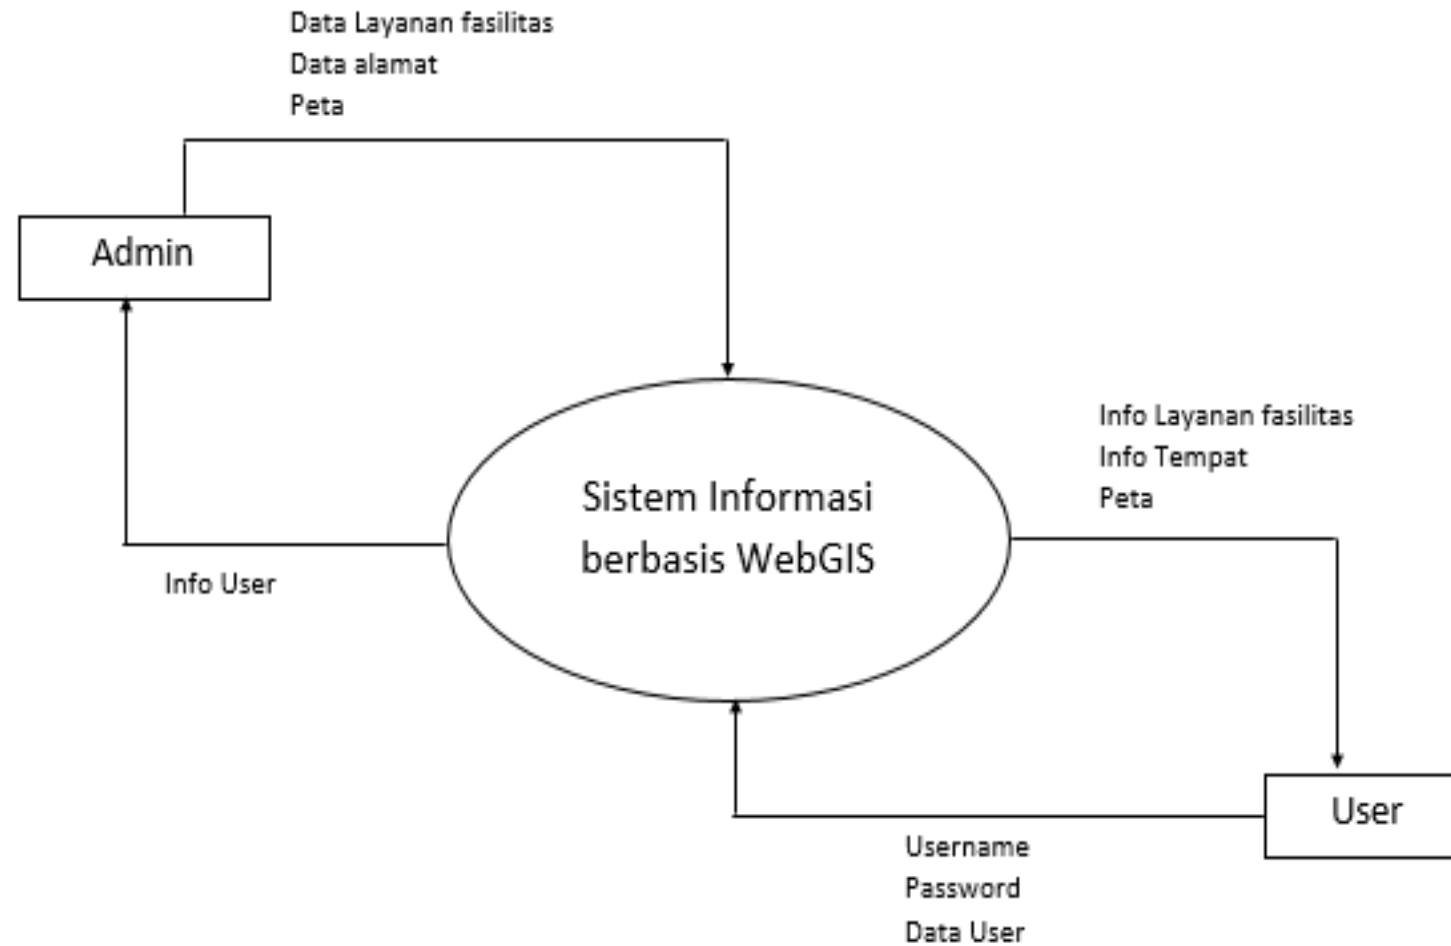 Data Layanan fasilitas
Data alamat
Peta
Admin
Info Layanan fasilitas
Info Tempat
Peta
Sistem Informasi
berbasis WebGIS
Info User
User
Username
Password
Data User